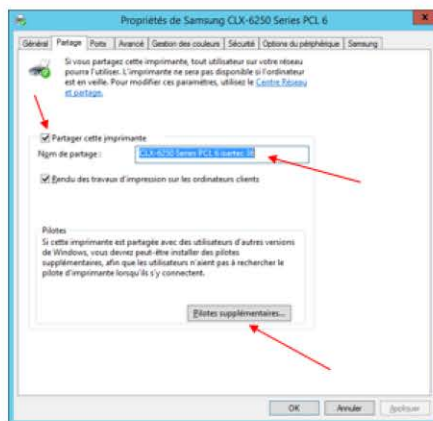 Propriétés de Samsung CLX-6250 Series PCL 6
x
Général Partage Ports Avancé Gestion des couleurs Sécurité Options du périphérique Samsung
Si vous partagez cette imprimante, tout utilisateur sur votre réseau
pourra l'utiliser. L'imprimante ne sera pas disponible si l'ordinateur
est en veille. Pour modifier ces paramètres, utilisez le Centre Réseau
et partage.
Partager cette imprimante
Nom de partage :
CLX-6250 Series PCL 6
Rendu des travaux d'impression sur les ordinateurs clients
Pilotes
Si cette imprimante est partagée avec des utilisateurs d'autres versions
de Windows, vous devrez peut-être installer des pilotes
supplémentaires, afin que les utilisateurs n'aient pas à rechercher le
pilote d'imprimante lorsqu'ils s'y connectent.
Pilotes supplémentaires...
OK Annuler Appliquer